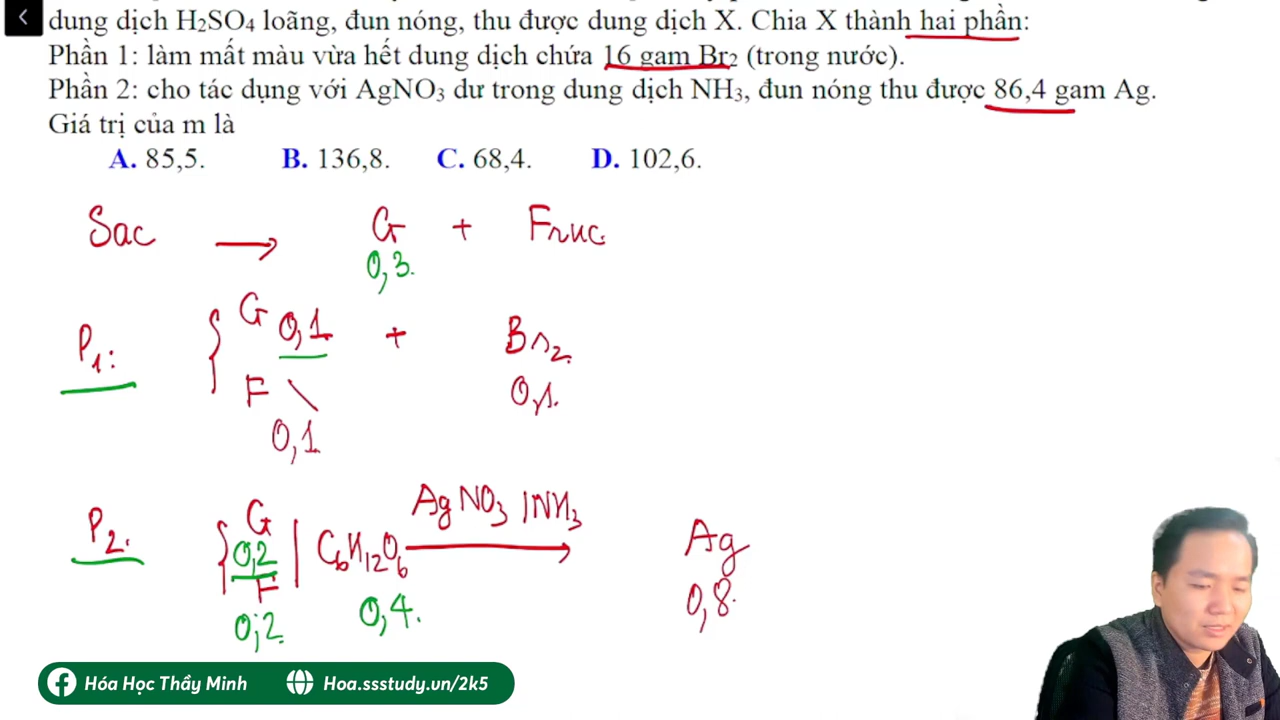 dung dịch H₂SO₄ loãng, đun nóng, thu được dung dịch X. Chia X thành hai phần:
Phần 1: làm mất màu vừa hết dung dịch chứa 16 gam Br₂ (trong nước).
Phần 2: cho tác dụng với AgNO₃ dư trong dung dịch NH₃, đun nóng thu được 86,4 gam Ag.
Giá trị của m là
A. 85,5. B. 136,8. C. 68,4. D. 102,6.
Sac → G + Fruc.
0,3.
P₁: { G 0,1 + Br₂.
F 0,1.
0,1
P₂. { G | C₆H₁₂O₆ AgNO₃/NH₃ → Ag
0,2
F
0,2 0,4. 0,8.
Hóa Học Thầy Minh Hoa.ssstudy.vn/2k5